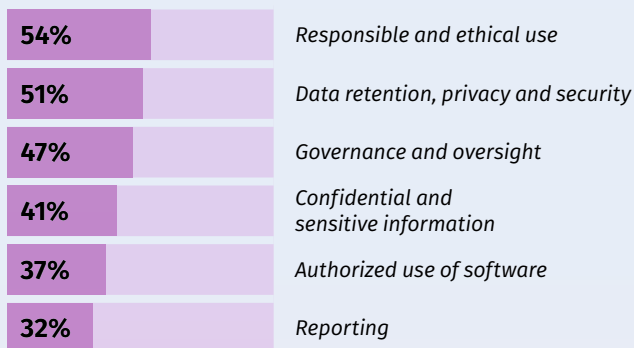 54% Responsible and ethical use
51% Data retention, privacy and security
47% Governance and oversight
41% Confidential and
sensitive information
37% Authorized use of software
32% Reporting